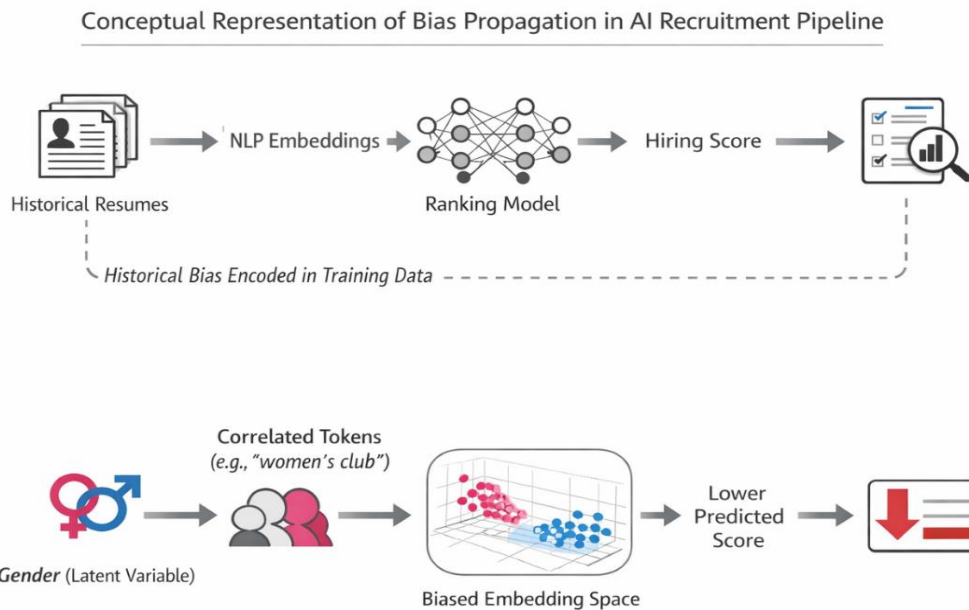 Conceptual Representation of Bias Propagation in AI Recruitment Pipeline
NLP Embeddings
Hiring Score
Historical Resumes
Ranking Model
Historical Bias Encoded in Training Data
Correlated Tokens
(e.g., “women’s club”)
Lower
Predicted
Score
Gender (Latent Variable)
Biased Embedding Space